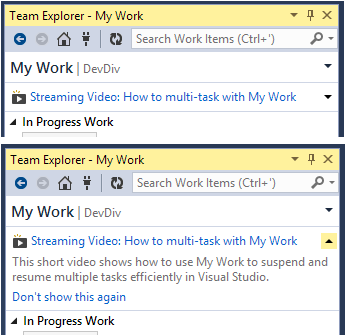 Team Explorer - My Work
Search Work Items (Ctrl+')
My Work | DevDiv
Streaming Video: How to multi-task with My Work
In Progress Work
Team Explorer - My Work
Search Work Items (Ctrl+')
My Work | DevDiv
Streaming Video: How to multi-task with My Work
This short video shows how to use My Work to suspend and
resume multiple tasks efficiently in Visual Studio.
Don't show this again
In Progress Work